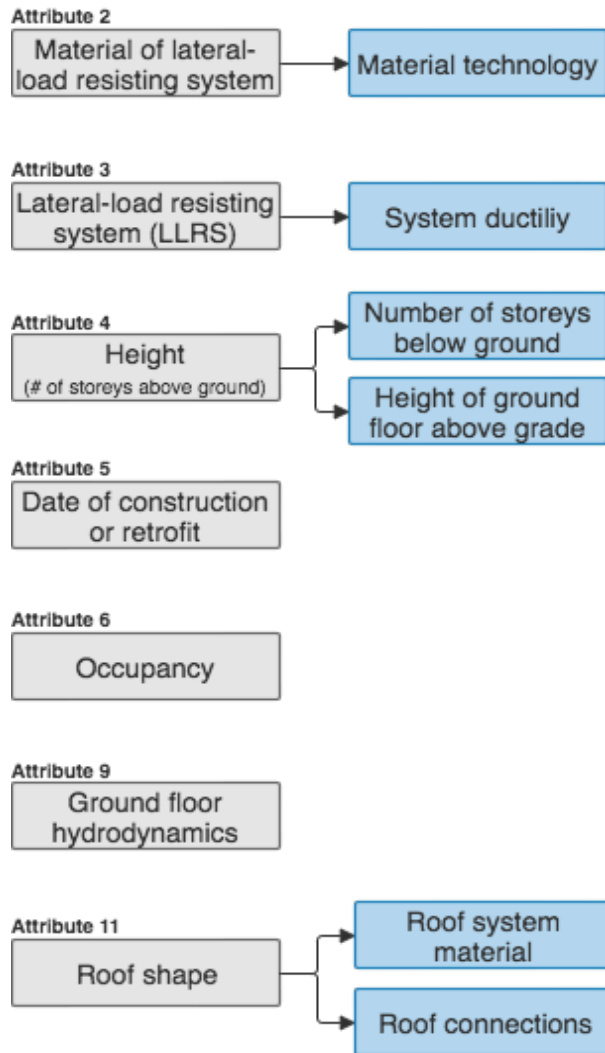 Attribute 2
Material of lateral-
load resisting system
Material technology
Attribute 3
Lateral-load resisting
system (LLRS)
System ductiliy
Attribute 4
Height
(# of storeys above ground)
Number of storeys
below ground
Height of ground
floor above grade
Attribute 5
Date of construction
or retrofit
Attribute 6
Occupancy
Attribute 9
Ground floor
hydrodynamics
Attribute 11
Roof shape
Roof system
material
Roof connections